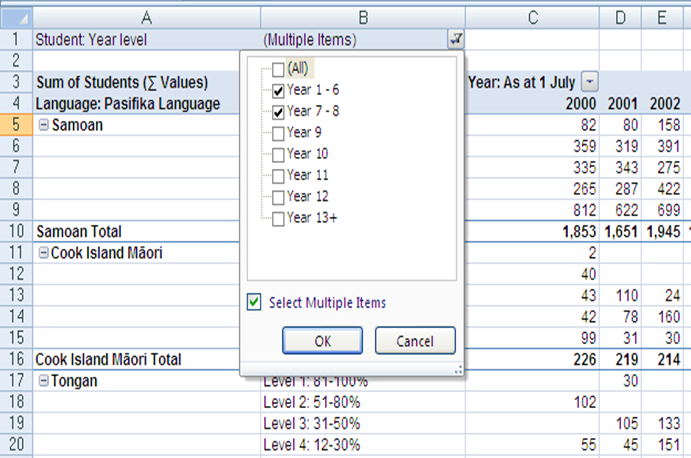 A B C D E
1 Student: Year level (Multiple Items)
2 (All)
3 Sum of Students (∑ Values) Year 1 - 6 Year: As at 1 July
4 Language: Pasifika Language Year 7 - 8 2000 2001 2002
5 Samoan Year 9 82 80 158
6 Year 10 359 319 391
7 Year 11 335 343 275
8 Year 12 265 287 422
9 Year 13+ 812 622 699
10 Samoan Total 1,853 1,651 1,945
11 Cook Island Māori 2
12 40
13 Select Multiple Items 43 110 24
14 42 78 160
15 OK Cancel 99 31 30
16 Cook Island Māori Total 226 219 214
17 Tongan Level 1: 81-100% 30
18 Level 2: 51-80% 102
19 Level 3: 31-50% 105 133
20 Level 4: 12-30% 55 45 151